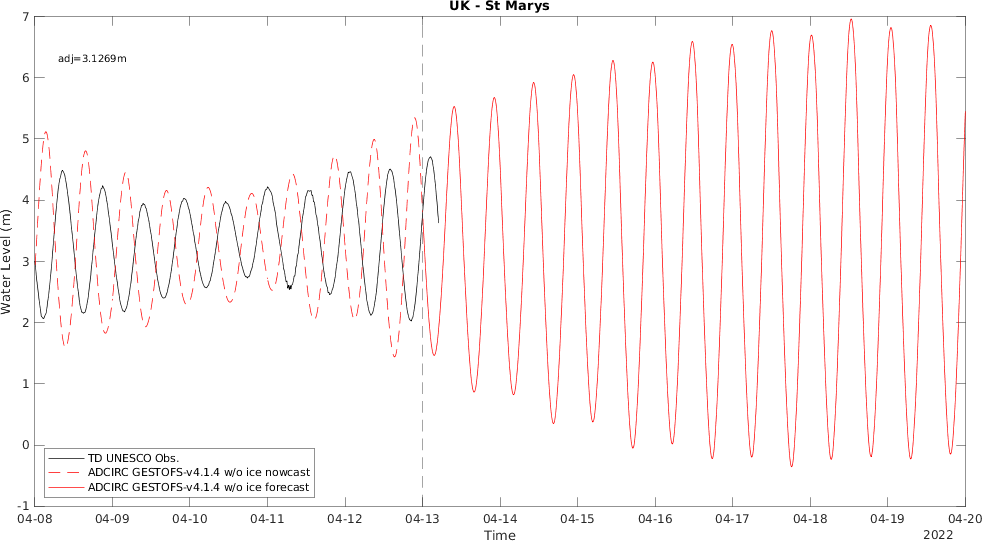 UK - St Marys
adj=3.1269m
7
6
5
4
3
2
1
0
-1
Water Level (m)
TD UNESCO Obs.
ADCIRC GESTOFS-v4.1.4 w/o ice nowcast
ADCIRC GESTOFS-v4.1.4 w/o ice forecast
04-08 04-09 04-10 04-11 04-12 04-13 04-14 04-15 04-16 04-17 04-18 04-19 04-20
Time
2022